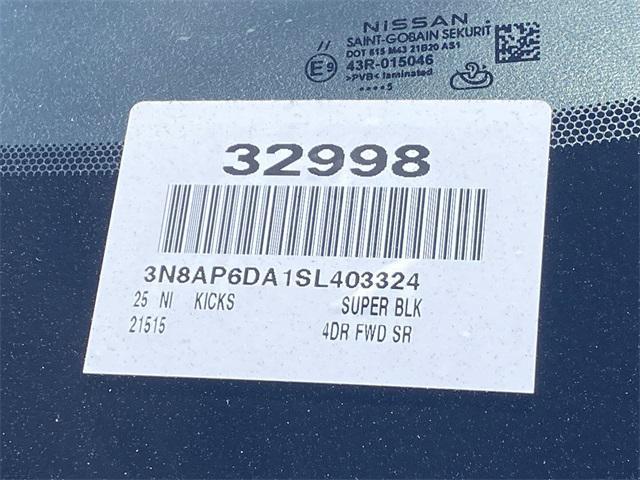 NISSAN
SAINT-GOBAIN SEKURIT
DOT 615 M43 21B20 AS1
E9 43R-015046
>PVB< laminated
....5
32998
3N8AP6DA1SL403324
25 NI KICKS SUPER BLK
21515 4DR FWD SR